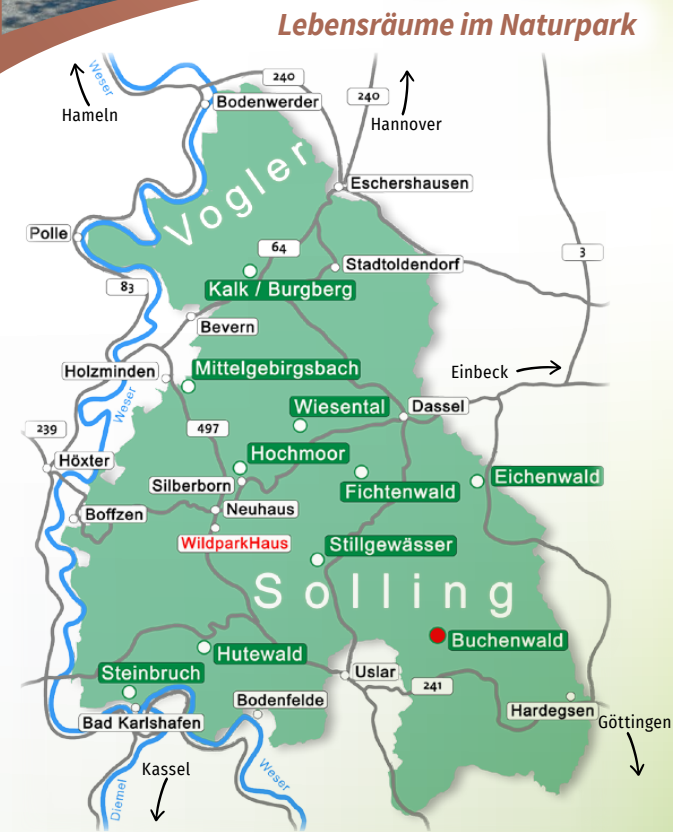 Lebensräume im Naturpark
Weser
240
Bodenwerder
240
Hameln
Hannover
Vogler
Eschershausen
Polle
64
3
Stadtoldendorf
83
Kalk / Burgberg
Bevern
Holzminden
Mittelgebirgsbach
Einbeck
Weser
Wiesental
Dassel
239
497
Höxter
Hochmoor
Silberborn
Fichtenwald
Eichenwald
Boffzen
Neuhaus
WildparkHaus
Stillgewässer
Solling
Buchenwald
Hutewald
Steinbruch
Uslar
241
Bodenfelde
Bad Karlshafen
Hardegsen
Göttingen
Kassel
Weser
Diemel